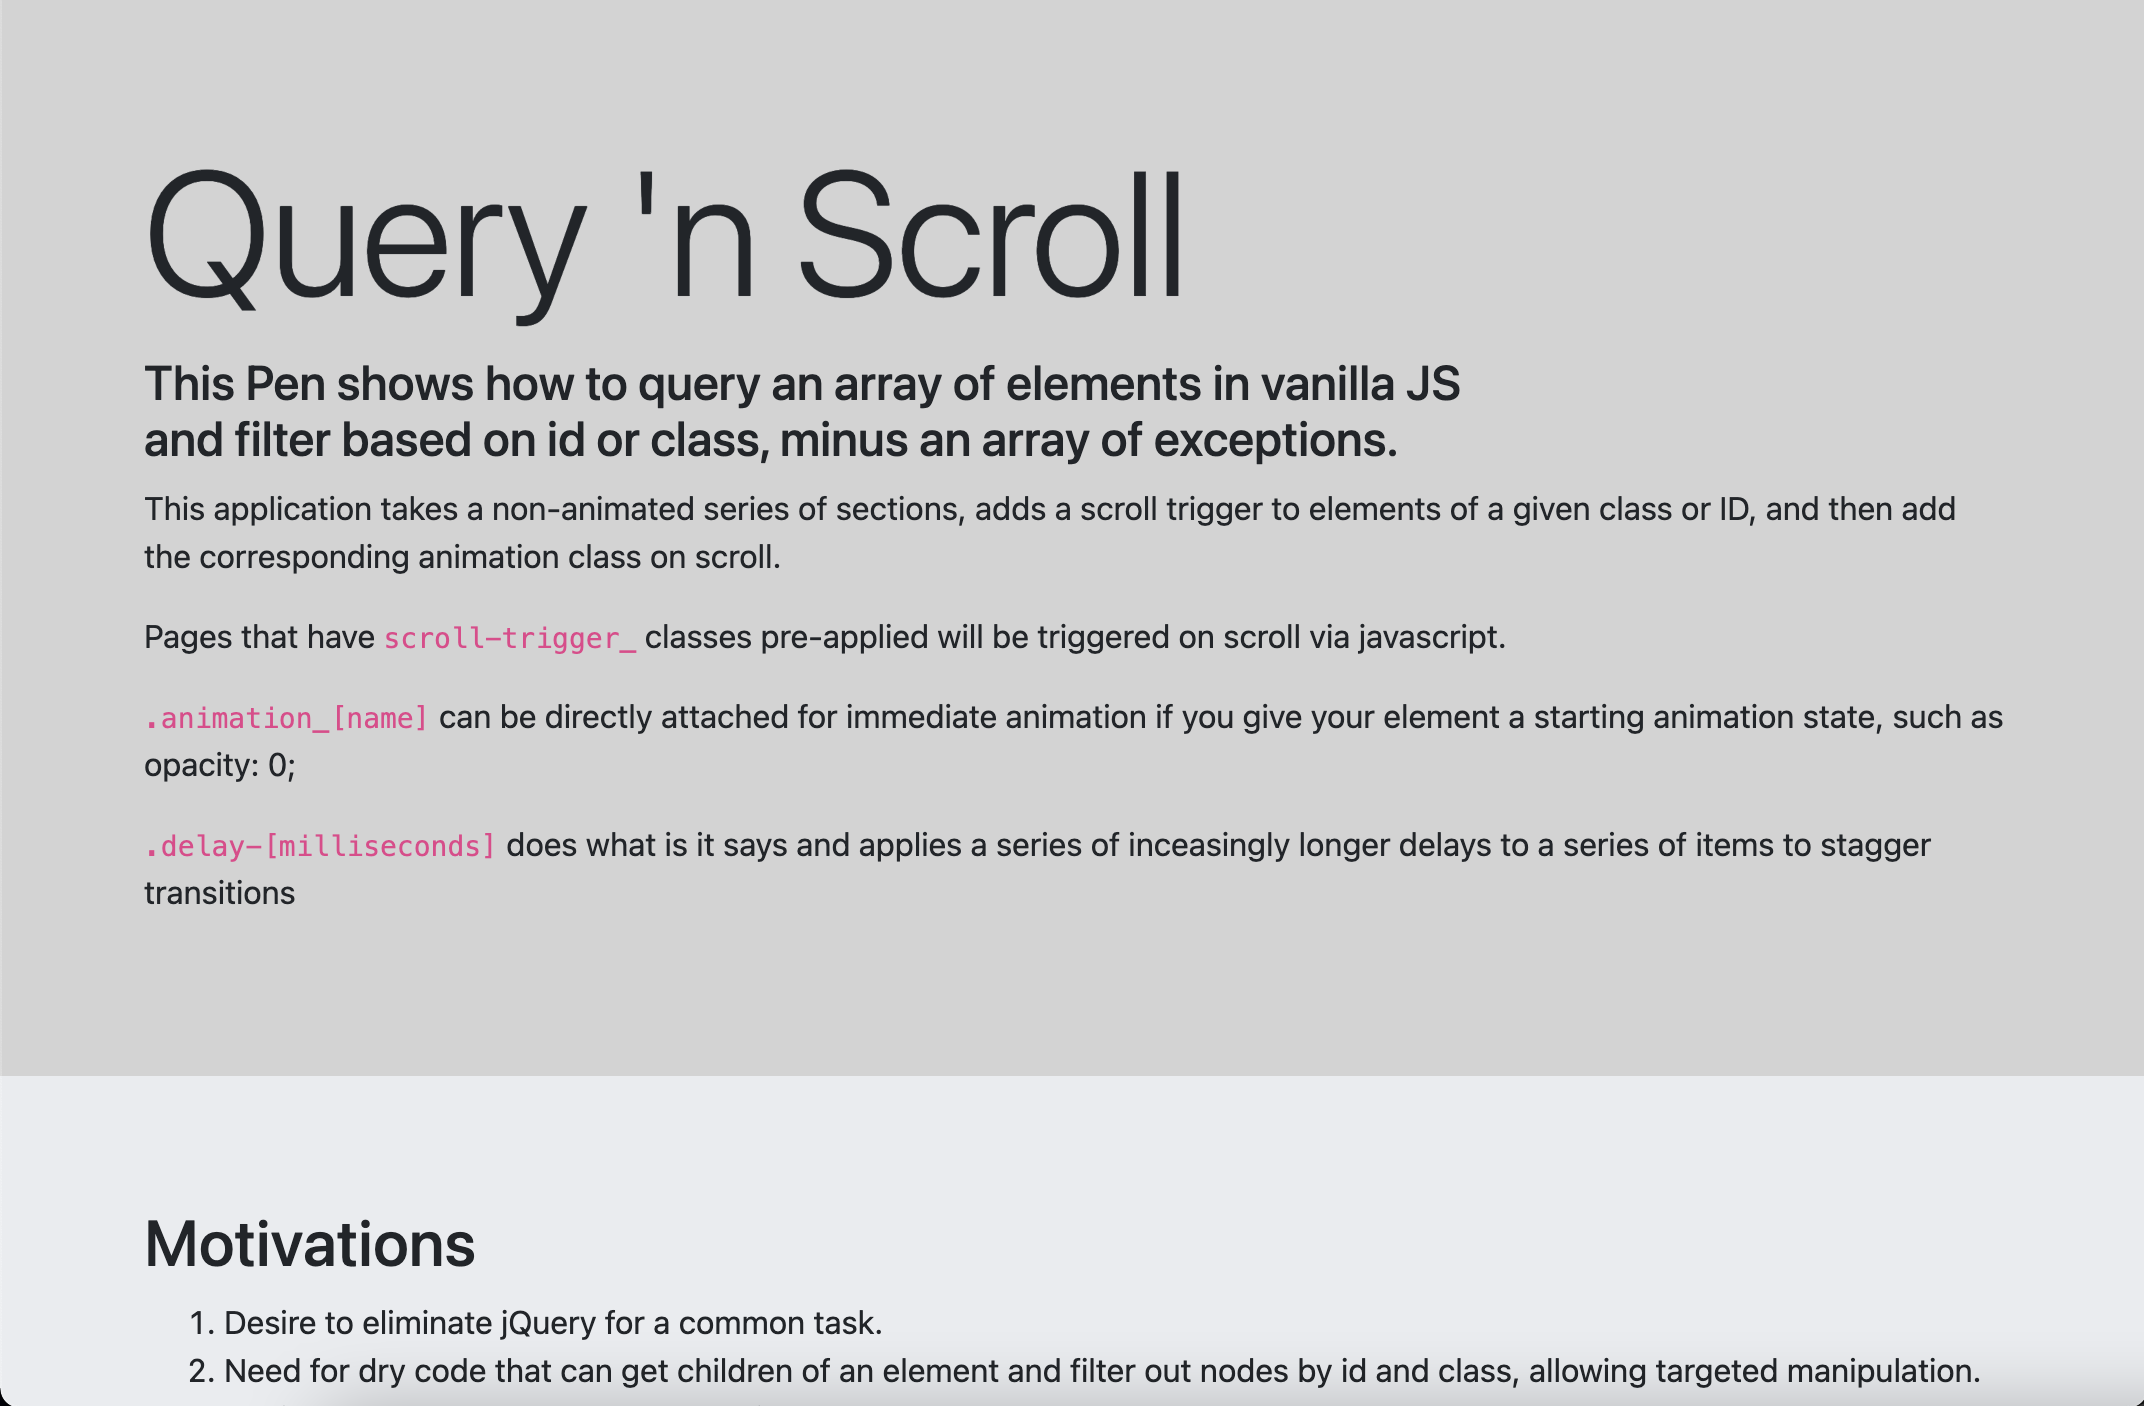 Query 'n Scroll
This Pen shows how to query an array of elements in vanilla JS
and filter based on id or class, minus an array of exceptions.
This application takes a non-animated series of sections, adds a scroll trigger to elements of a given class or ID, and then add
the corresponding animation class on scroll.
Pages that have scroll-trigger_ classes pre-applied will be triggered on scroll via javascript.
.animation_[name] can be directly attached for immediate animation if you give your element a starting animation state, such as
opacity: 0;
.delay-[milliseconds] does what is it says and applies a series of inceasingly longer delays to a series of items to stagger
transitions
Motivations
1. Desire to eliminate jQuery for a common task.
2. Need for dry code that can get children of an element and filter out nodes by id and class, allowing targeted manipulation.